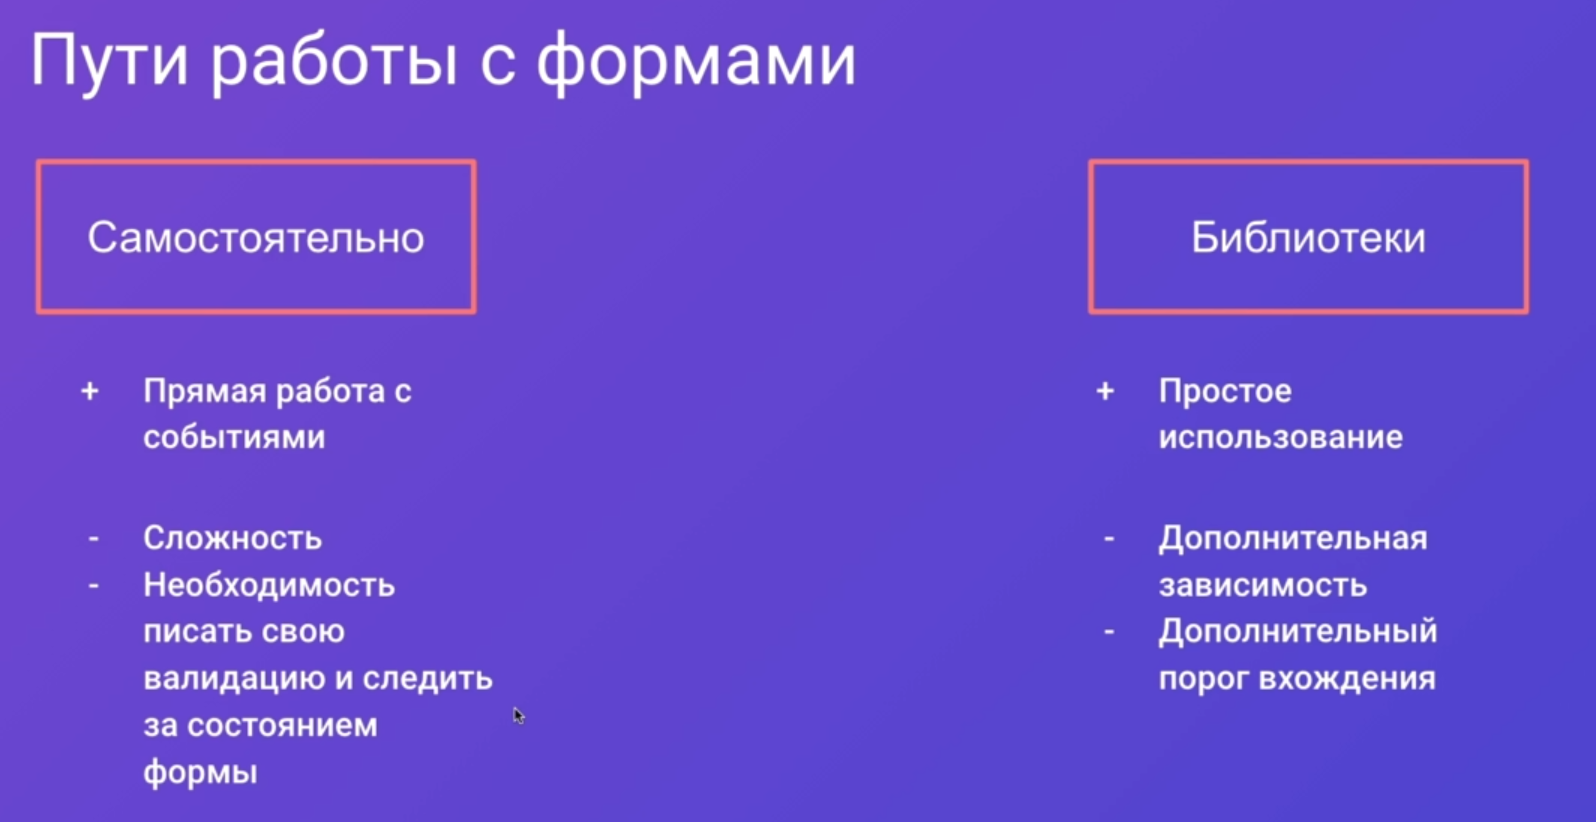 Пути работы с формами
Самостоятельно
+ Прямая работа с
событиями
- Сложность
- Необходимость
писать свою
валидацию и следить
за состоянием
формы
Библиотеки
+ Простое
использование
- Дополнительная
зависимость
- Дополнительный
порог вхождения